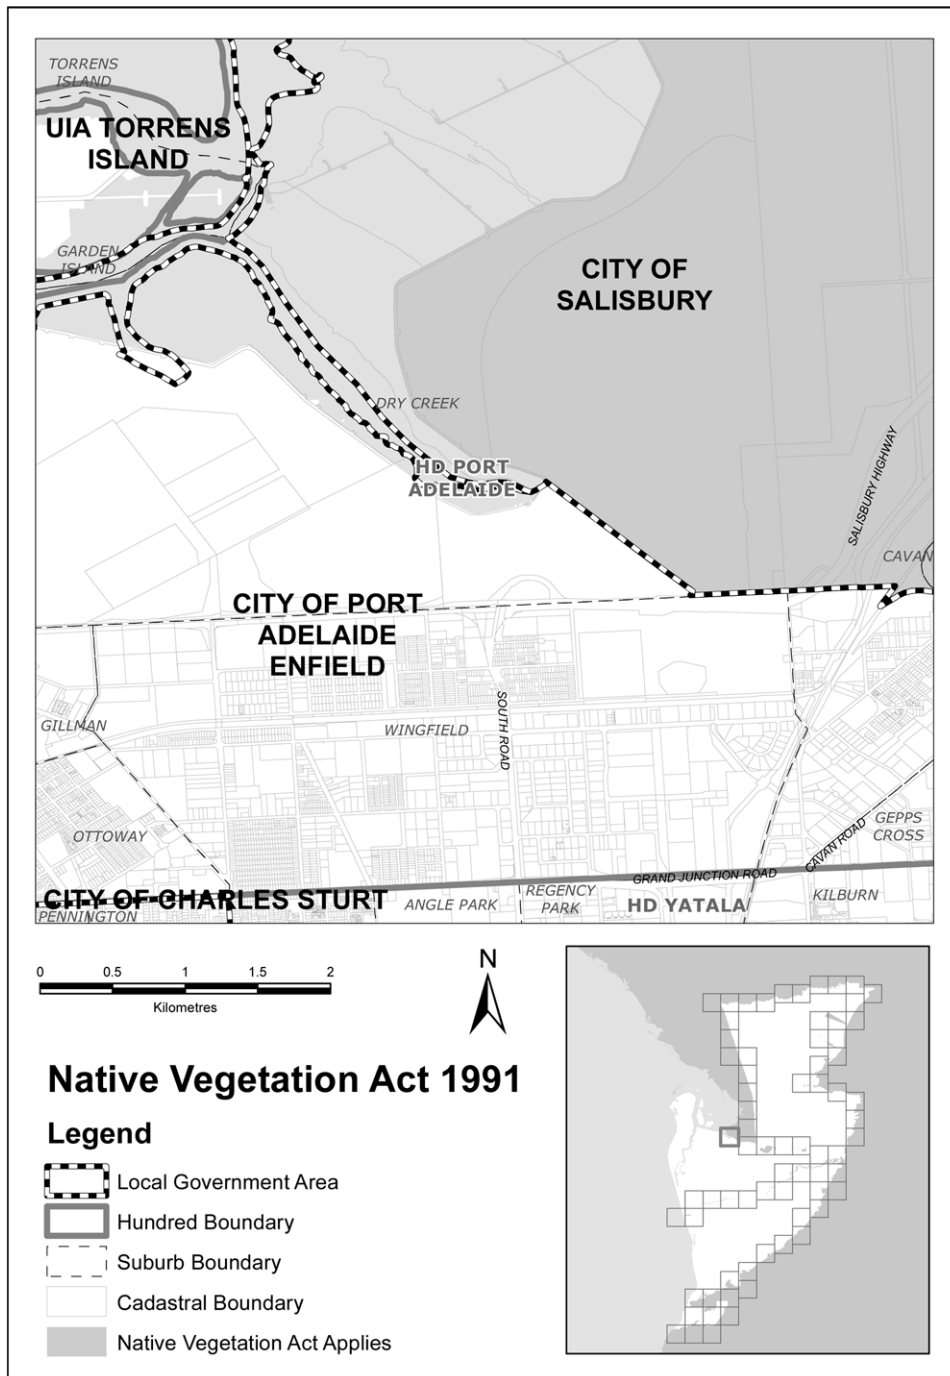 TORRENS
ISLAND
UIA TORRENS
ISLAND
GARDEN
ISLAND
CITY OF
SALISBURY
DRY CREEK
HD PORT
ADELAIDE
SALISBURY HIGHWAY
CAVAN
CITY OF PORT
ADELAIDE
ENFIELD
GILLMAN
WINGFIELD
SOUTH ROAD
OTTOWAY
CAVAN ROAD
GEPPS
CROSS
GRAND JUNCTION ROAD
CITY OF CHARLES STURT
PENNINGTON
ANGLE PARK
REGENCY
PARK
HD YATALA
KILBURN
0 0.5 1 1.5 2
Kilometres
N
Native Vegetation Act 1991
Legend
Local Government Area
Hundred Boundary
Suburb Boundary
Cadastral Boundary
Native Vegetation Act Applies